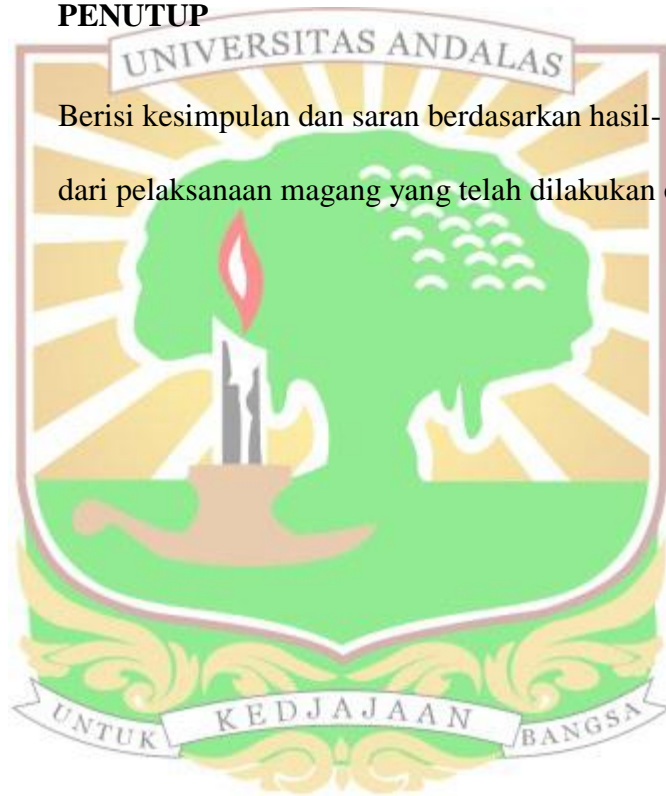 PENUTUP
UNIVERSITAS ANDALAS
Berisi kesimpulan dan saran berdasarkan hasil-
dari pelaksanaan magang yang telah dilakukan
UNTUK KEDJAJAAN BANGSA